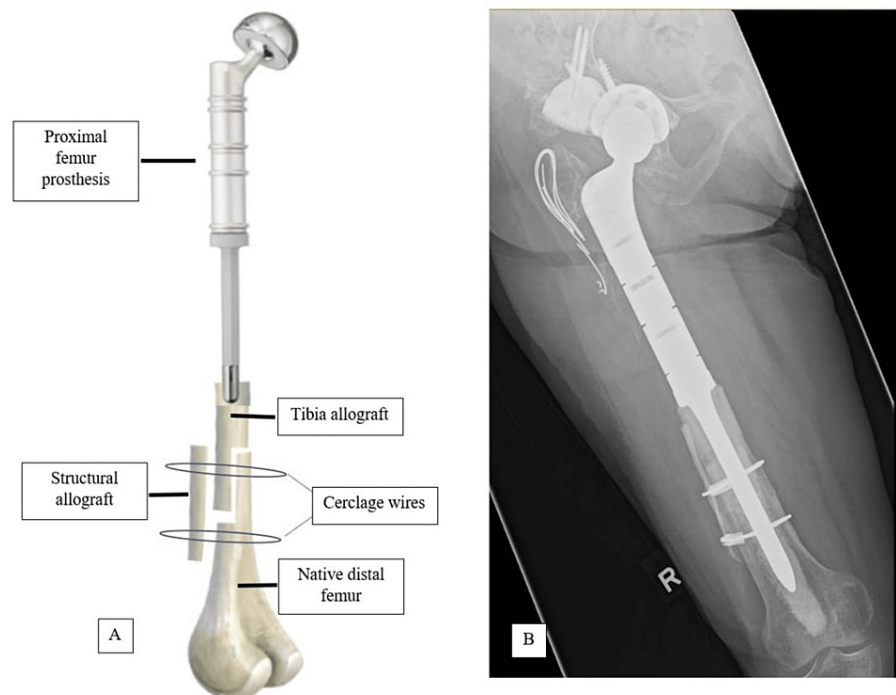 Proximal
femur
prosthesis
Tibia allograft
Structural
allograft
Cerclage wires
Native distal
femur
A
R
B